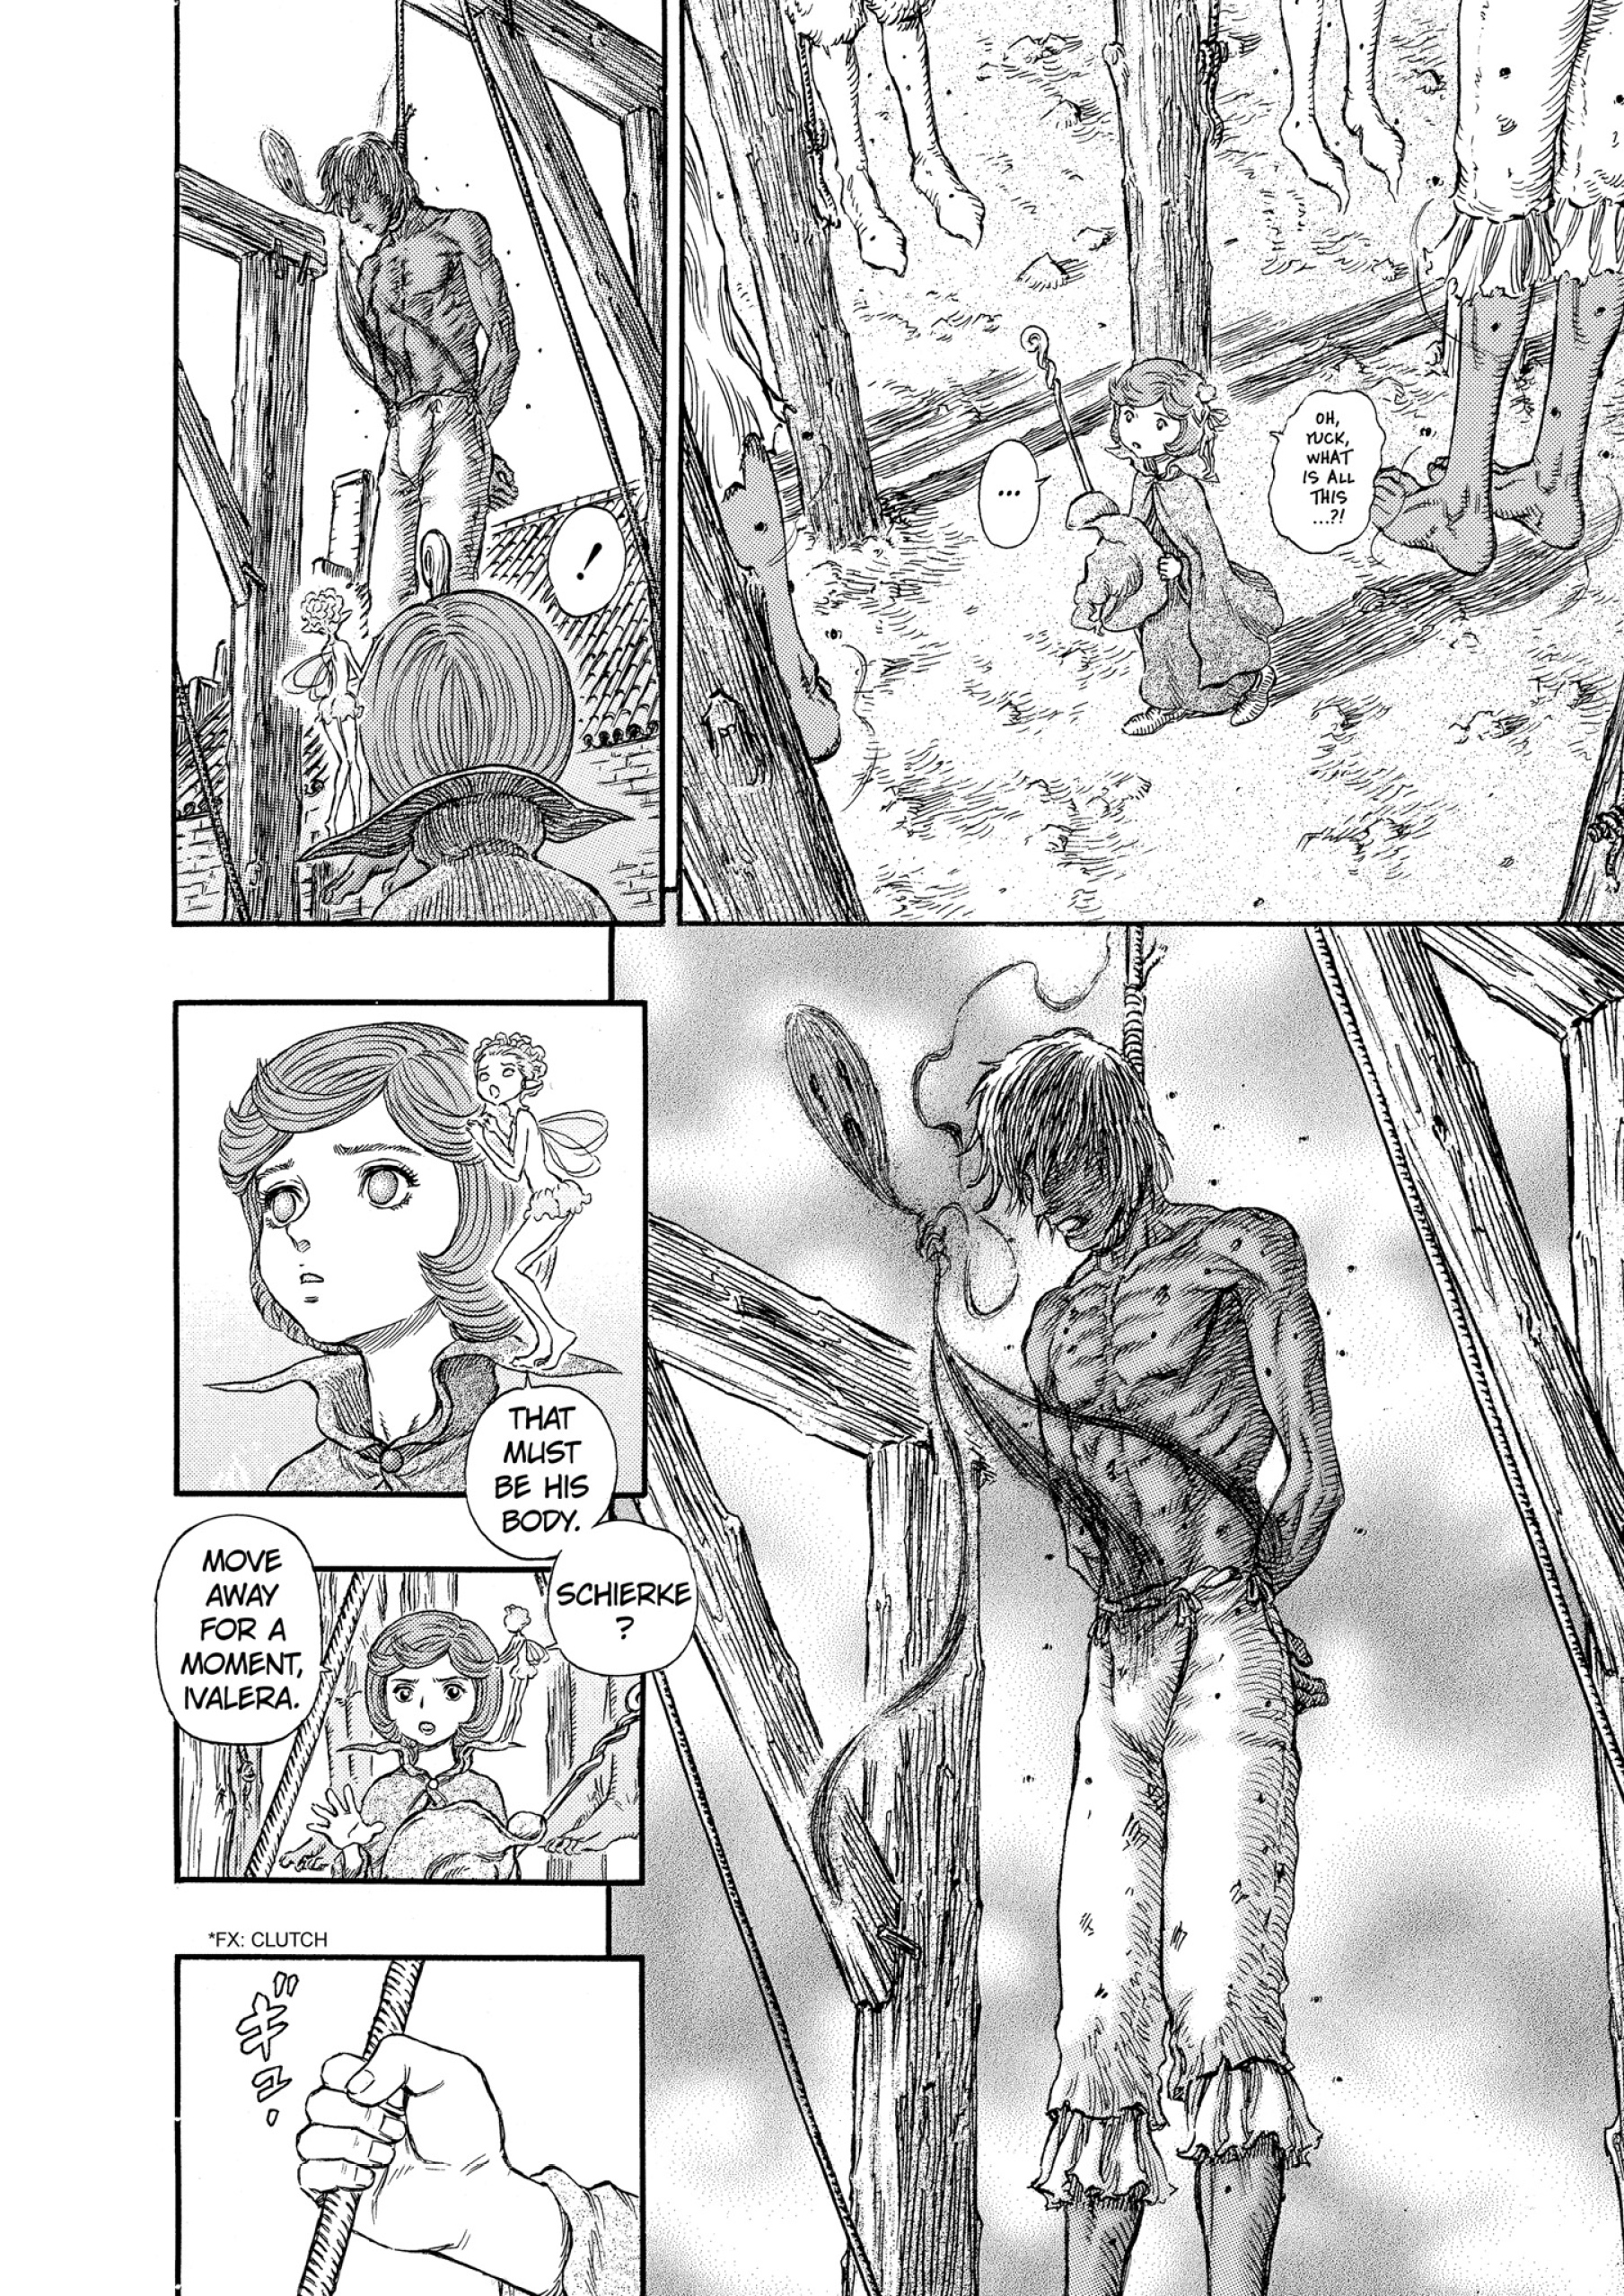 OH,
YUCK,
WHAT
IS ALL
THIS
...?!
...
!
THAT
MUST
BE HIS
BODY.
SCHIERKE
?
MOVE
AWAY
FOR A
MOMENT,
IVALERA.
*FX: CLUTCH
ギュ